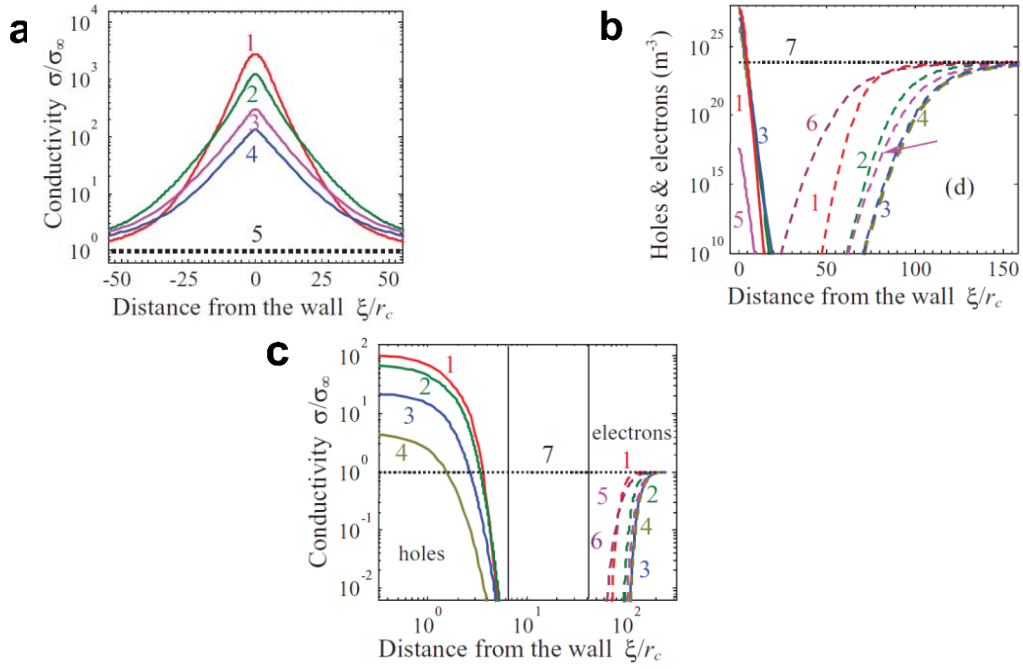 a
Conductivity σ/σ∞
10⁴
10³
10²
10¹
10⁰
1
2
3
4
5
-50 -25 0 25 50
Distance from the wall ξ/r_c
b
Holes & electrons (m⁻³)
10²⁵
10²⁰
10¹⁵
10¹⁰
7
1
3
6
4
2
5
1
3
(d)
0 50 100 150
Distance from the wall ξ/r_c
c
Conductivity σ/σ∞
10²
10¹
10⁰
10⁻¹
10⁻²
1
2
3
4
holes
7
electrons
1
5
2
6
4
3
10⁰ 10¹ 10²
Distance from the wall ξ/r_c